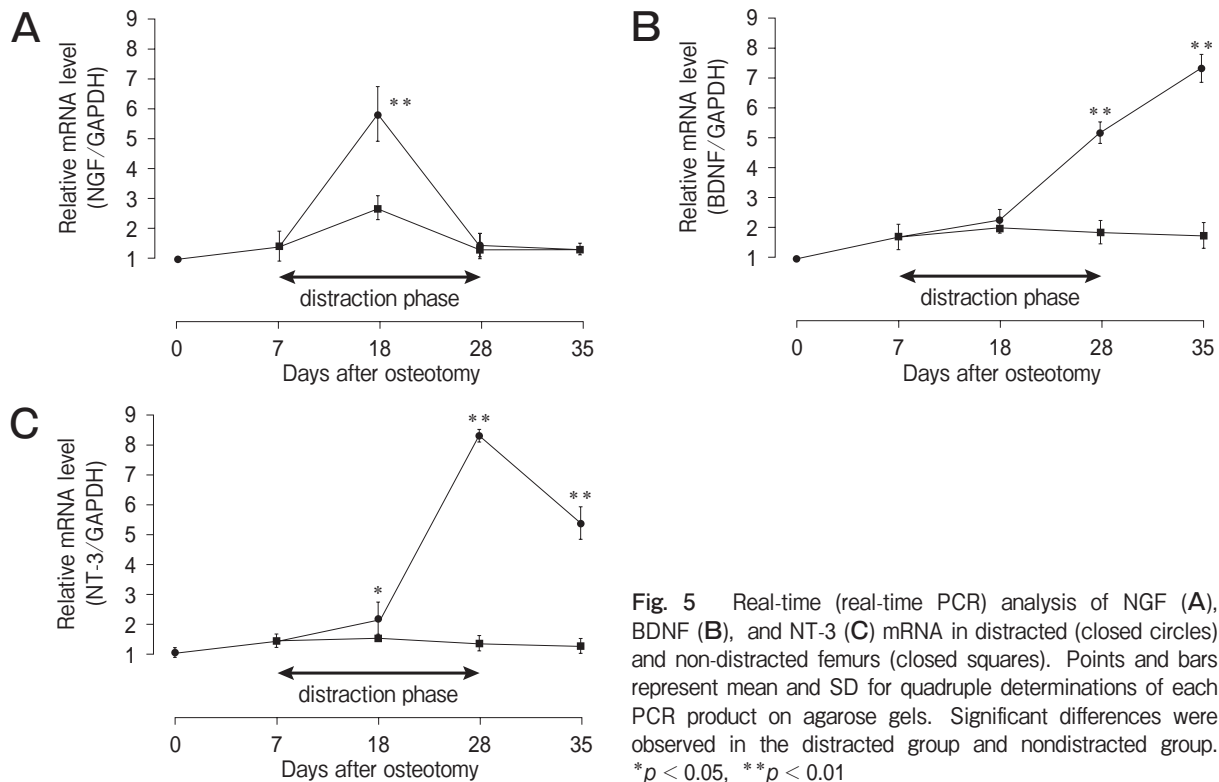 A
Relative mRNA level
(NGF/GAPDH)
9
8
7
6
5
4
3
2
1
**
distraction phase
0 7 18 28 35
Days after osteotomy
B
Relative mRNA level
(BDNF/GAPDH)
9
8
7
6
5
4
3
2
1
**
**
distraction phase
0 7 18 28 35
Days after osteotomy
C
Relative mRNA level
(NT-3/GAPDH)
9
8
7
6
5
4
3
2
1
*
**
**
distraction phase
0 7 18 28 35
Days after osteotomy
Fig. 5 Real-time (real-time PCR) analysis of NGF (A),
BDNF (B), and NT-3 (C) mRNA in distracted (closed circles)
and non-distracted femurs (closed squares). Points and bars
represent mean and SD for quadruple determinations of each
PCR product on agarose gels. Significant differences were
observed in the distracted group and nondistracted group.
*p < 0.05, **p < 0.01